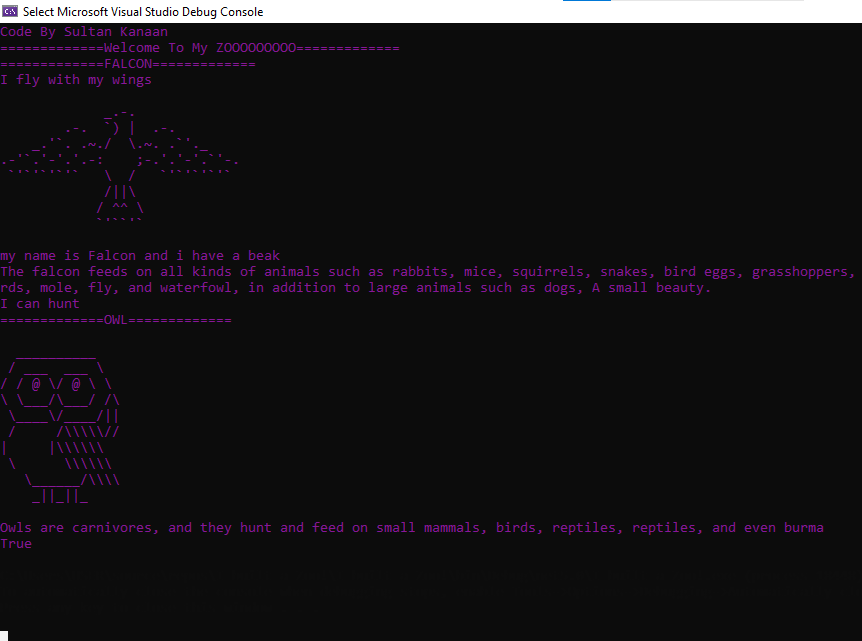 Select Microsoft Visual Studio Debug Console
Code By Sultan Kanaan
=============Welcome To My ZOOOOOOOOO=============
=============FALCON=============
I fly with my wings
my name is Falcon and i have a beak
The falcon feeds on all kinds of animals such as rabbits, mice, squirrels, snakes, bird eggs, grasshoppers,
rds, mole, fly, and waterfowl, in addition to large animals such as dogs, A small beauty.
I can hunt
=============OWL=============
Owls are carnivores, and they hunt and feed on small mammals, birds, reptiles, reptiles, and even burma
True